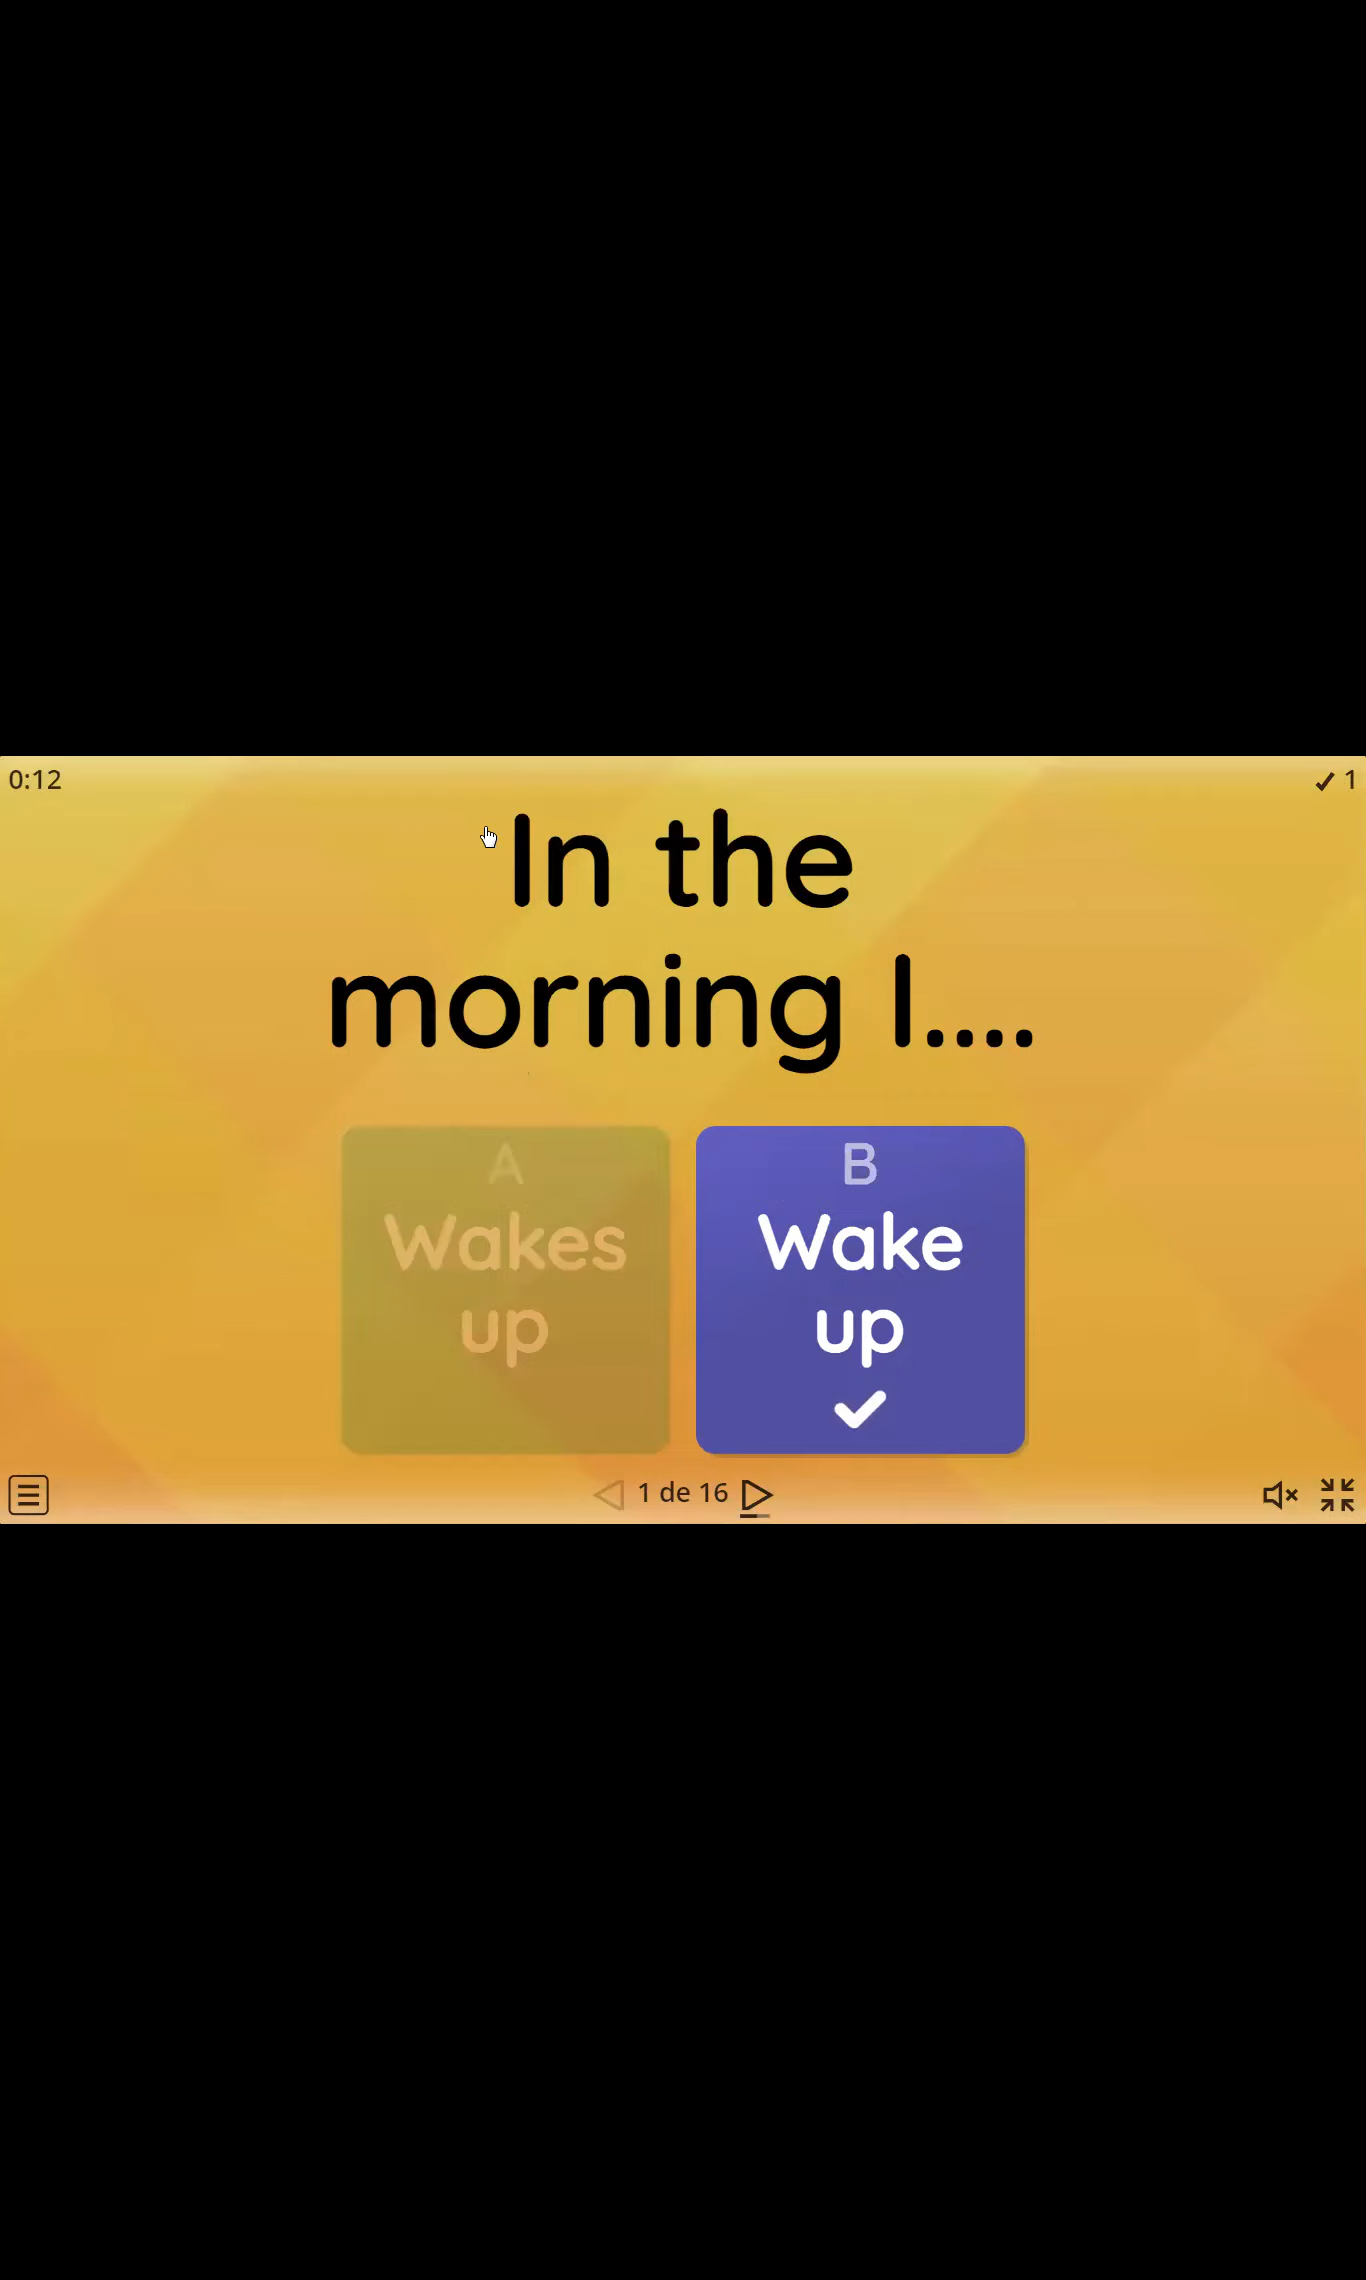 0:12
1
In the
morning I....
A
Wakes
up
B
Wake
up
1 de 16